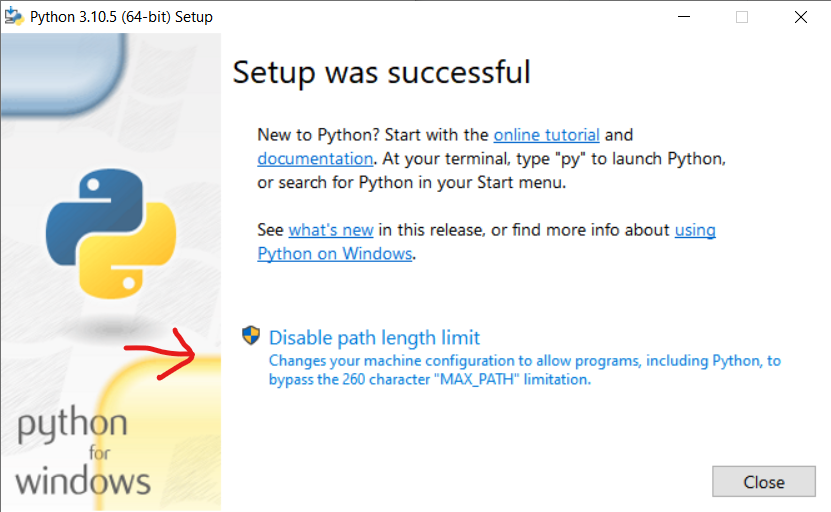 Python 3.10.5 (64-bit) Setup
Setup was successful
New to Python? Start with the online tutorial and
documentation. At your terminal, type "py" to launch Python,
or search for Python in your Start menu.
See what's new in this release, or find more info about using
Python on Windows.
Disable path length limit
Changes your machine configuration to allow programs, including Python, to
bypass the 260 character "MAX_PATH" limitation.
python
for
windows
Close